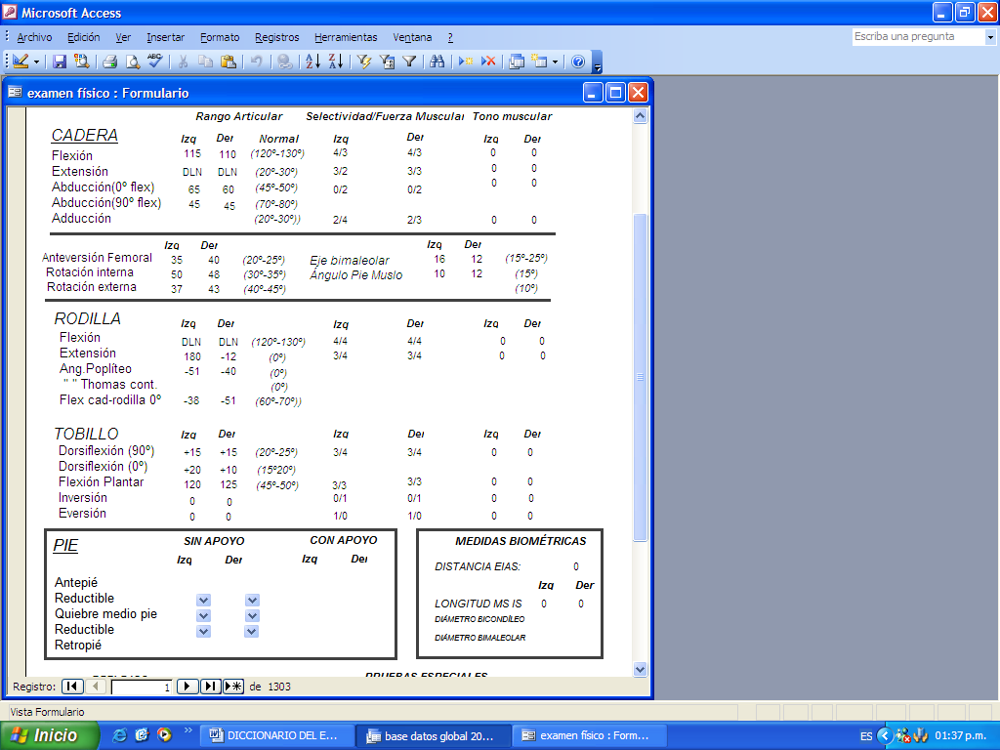 Microsoft Access
Archivo Edición Ver Insertar Formato Registros Herramientas Ventana ? Escriba una pregunta
examen físico : Formulario
Rango Articular Selectividad/Fuerza Muscular Tono muscular
CADERA Izq Der Normal Izq Der Izq Der
Flexión 115 110 (120º-130º) 4/3 4/3 0 0
Extensión DLN DLN (20º-30º) 3/2 3/3 0 0
Abducción(0º flex) 65 60 (45º-50º) 0/2 0/2 0 0
Abducción(90º flex) 45 45 (70º-80º)
Adducción (20º-30º)) 2/4 2/3 0 0
Izq Der Izq Der
Anteversión Femoral 35 40 (20º-25º) Eje bimaleolar 16 12 (15º-25º)
Rotación interna 50 48 (30º-35º) Ángulo Pie Muslo 10 12 (15º)
Rotación externa 37 43 (40º-45º) (10º)
RODILLA Izq Der Izq Der Izq Der
Flexión DLN DLN (120º-130º) 4/4 4/4 0 0
Extensión 180 -12 (0º) 3/4 3/4 0 0
Ang.Poplíteo -51 -40 (0º)
" " Thomas cont. (0º)
Flex cad-rodilla 0º -38 -51 (60º-70º))
TOBILLO Izq Der Izq Der Izq Der
Dorsiflexión (90º) +15 +15 (20º-25º) 3/4 3/4 0 0
Dorsiflexión (0º) +20 +10 (15º20º)
Flexión Plantar 120 125 (45º-50º) 3/3 3/3 0 0
Inversión 0 0 0/1 0/1 0 0
Eversión 0 0 1/0 1/0 0 0
PIE SIN APOYO CON APOYO
Izq Der Izq Der
Antepié
Reductible
Quiebre medio pie
Reductible
Retropié
MEDIDAS BIOMÉTRICAS
DISTANCIA EIAS: 0
Izq Der
LONGITUD MS IS 0 0
DIÁMETRO BICONDÍLEO
DIÁMETRO BIMALEOLAR
PRUEBAS ESPECIALES
Registro: 1 de 1303
Vista Formulario
Inicio » DICCIONARIO DEL E... base datos global 20... examen físico : Form... ES 01:37 p.m.